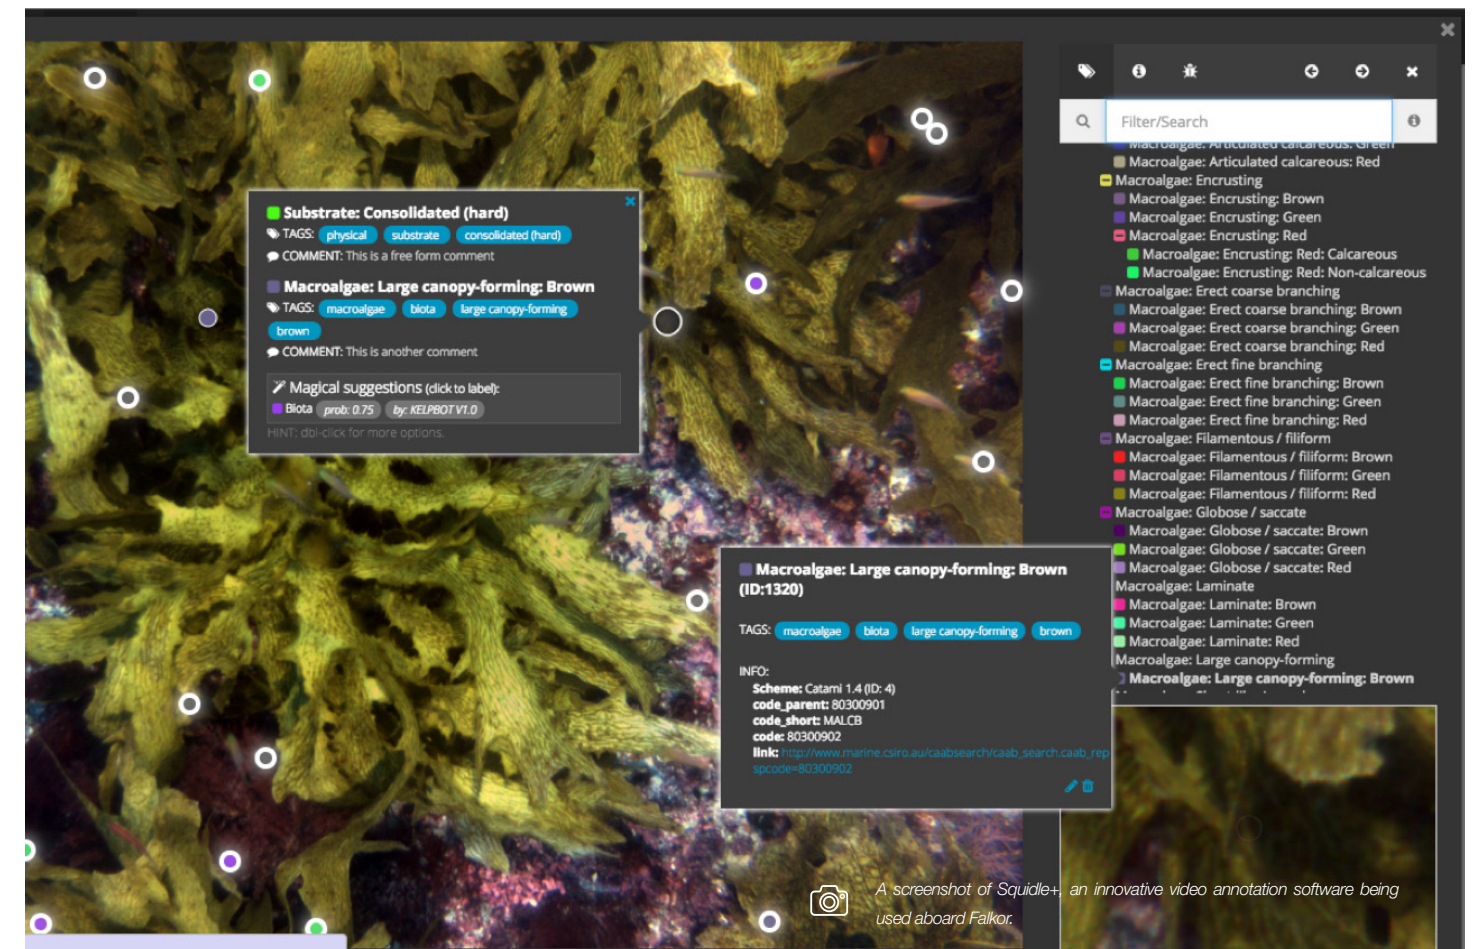 Filter/Search
Macroalgae: Articulated calcareous: Green
Macroalgae: Articulated calcareous: Red
Macroalgae: Encrusting
Macroalgae: Encrusting: Brown
Macroalgae: Encrusting: Green
Macroalgae: Encrusting: Red
Macroalgae: Encrusting: Red: Calcareous
Macroalgae: Encrusting: Red: Non-calcareous
Macroalgae: Erect coarse branching
Macroalgae: Erect coarse branching: Brown
Macroalgae: Erect coarse branching: Green
Macroalgae: Erect coarse branching: Red
Macroalgae: Erect fine branching
Macroalgae: Erect fine branching: Brown
Macroalgae: Erect fine branching: Green
Macroalgae: Erect fine branching: Red
Macroalgae: Filamentous / filiform
Macroalgae: Filamentous / filiform: Brown
Macroalgae: Filamentous / filiform: Green
Macroalgae: Filamentous / filiform: Red
Macroalgae: Globose / saccate
Macroalgae: Globose / saccate: Brown
Macroalgae: Globose / saccate: Green
Macroalgae: Globose / saccate: Red
Macroalgae: Laminate
Macroalgae: Laminate: Brown
Macroalgae: Laminate: Green
Macroalgae: Laminate: Red
Macroalgae: Large canopy-forming
Macroalgae: Large canopy-forming: Brown
Substrate: Consolidated (hard)
TAGS: physical substrate consolidated (hard)
COMMENT: This is a free form comment
Macroalgae: Large canopy-forming: Brown
TAGS: macroalgae biota large canopy-forming
brown
COMMENT: This is another comment
Magical suggestions (click to label):
Biota prob: 0.75 by: KELPBOT V1.0
HINT: dbl-click for more options.
Macroalgae: Large canopy-forming: Brown
(ID:1320)
TAGS: macroalgae biota large canopy-forming brown
INFO:
Scheme: Catami 1.4 (ID: 4)
code_parent: 80300901
code_short: MALCB
code: 80300902
link: http://www.marine.csiro.au/caabsearch/caab_search.caab_rep
spcode=80300902
A screenshot of Squidle+, an innovative video annotation software being
used aboard Falkor.